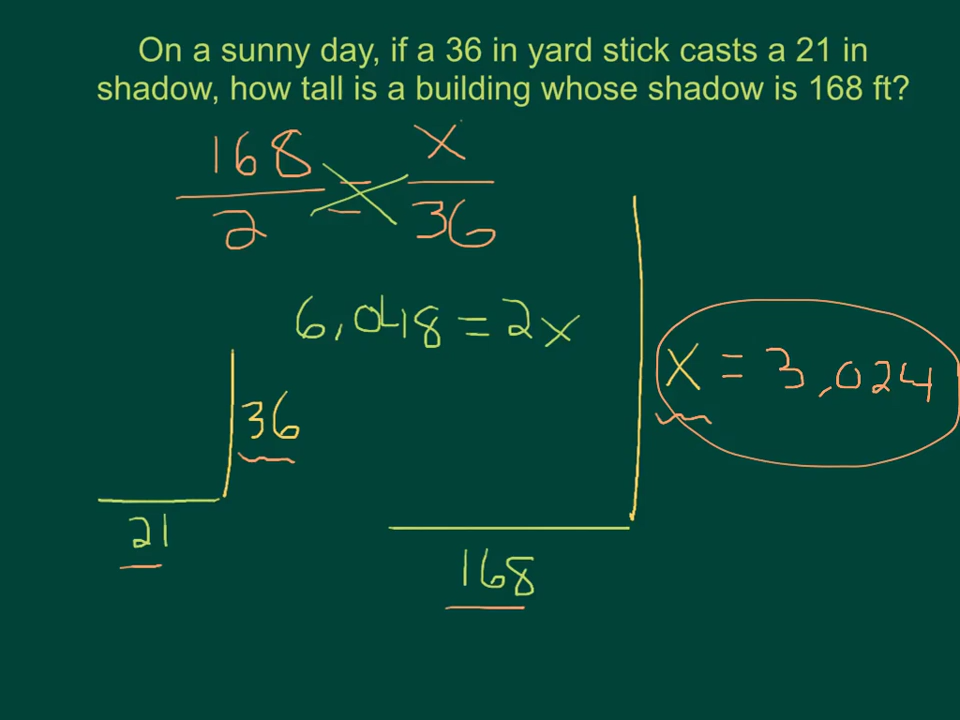 On a sunny day, if a 36 in yard stick casts a 21 in
shadow, how tall is a building whose shadow is 168 ft?
168 = x
2 36
6,048 = 2x
x = 3,024
36
21
168